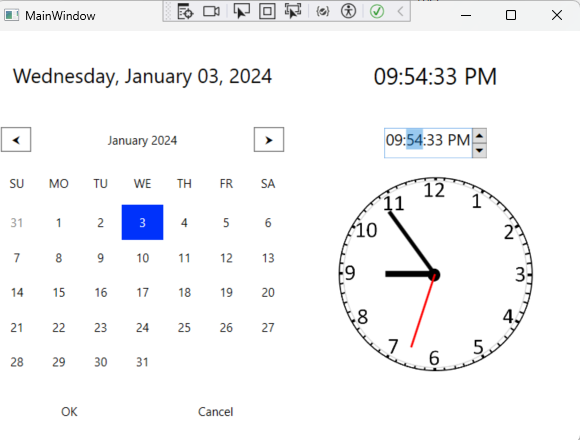 MainWindow
Wednesday, January 03, 2024
09:54:33 PM
January 2024
09:54:33 PM
SU MO TU WE TH FR SA
31 1 2 3 4 5 6
7 8 9 10 11 12 13
14 15 16 17 18 19 20
21 22 23 24 25 26 27
28 29 30 31
OK Cancel
12
1
2
3
4
5
6
7
8
9
10
11